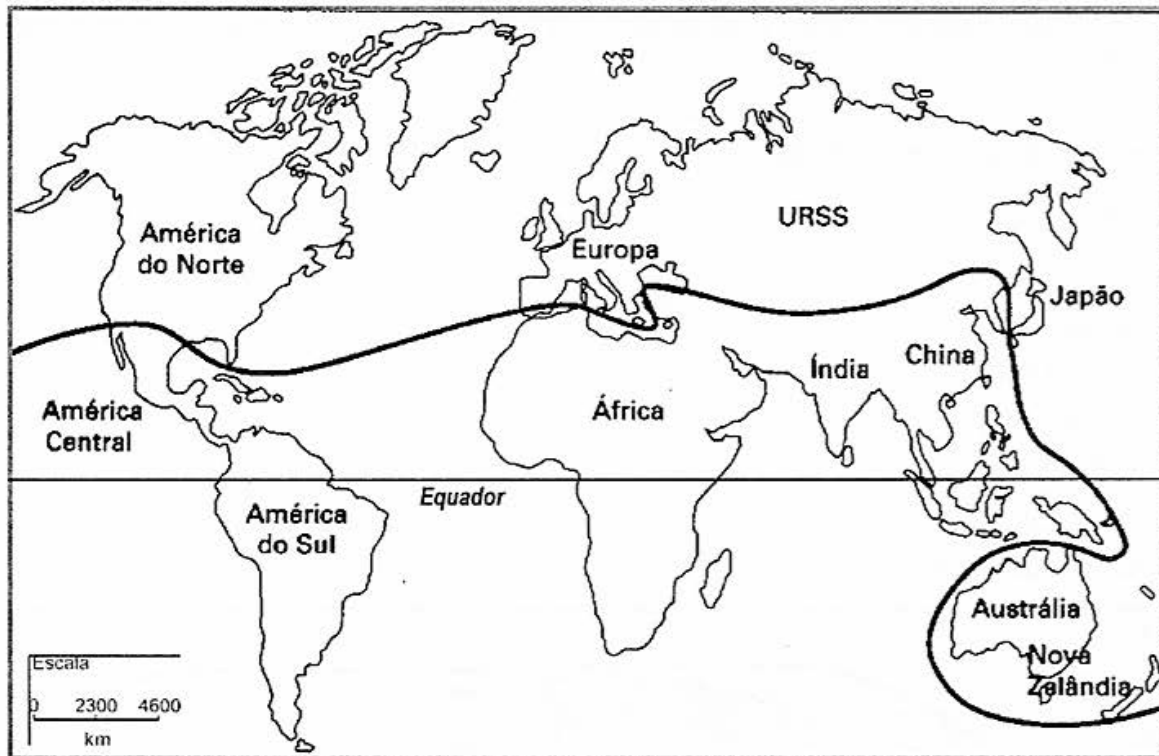 América
do Norte
Europa
URSS
Japão
Índia
China
América
Central
África
Equador
América
do Sul
Austrália
Nova
Zelândia
Escala
0 2300 4600
km